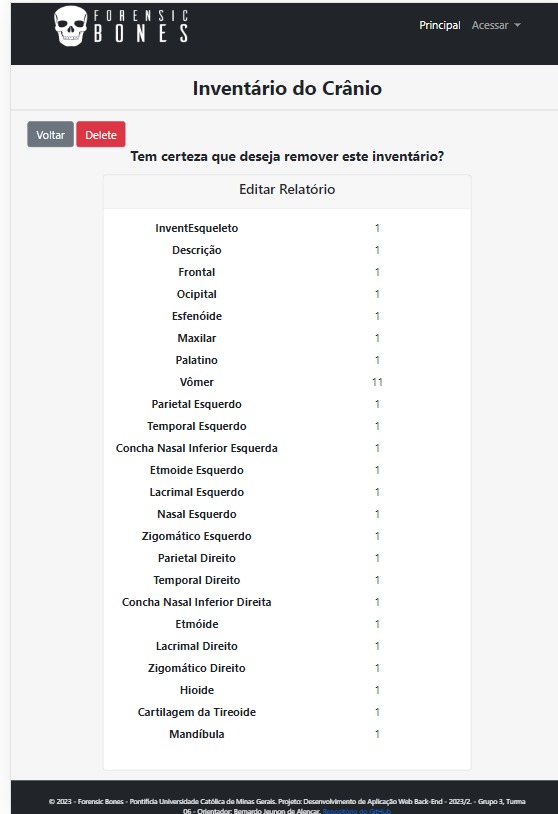 FORENSIC
BONES
Principal Acessar
Inventário do Crânio
Voltar Delete
Tem certeza que deseja remover este inventário?
Editar Relatório
InventEsqueleto 1
Descrição 1
Frontal 1
Ocipital 1
Esfenóide 1
Maxilar 1
Palatino 1
Vômer 11
Parietal Esquerdo 1
Temporal Esquerdo 1
Concha Nasal Inferior Esquerda 1
Etmoide Esquerdo 1
Lacrimal Esquerdo 1
Nasal Esquerdo 1
Zigomático Esquerdo 1
Parietal Direito 1
Temporal Direito 1
Concha Nasal Inferior Direita 1
Etmóide 1
Lacrimal Direito 1
Zigomático Direito 1
Hioide 1
Cartilagem da Tireoide 1
Mandíbula 1
© 2023 - Forensic Bones - Pontifícia Universidade Católica de Minas Gerais. Projeto: Desenvolvimento de Aplicação Web Back-End - 2023/2. - Grupo 3, Turma
06 - Orientador: Bernardo Jeunon de Alencar. Repositório do GitHub